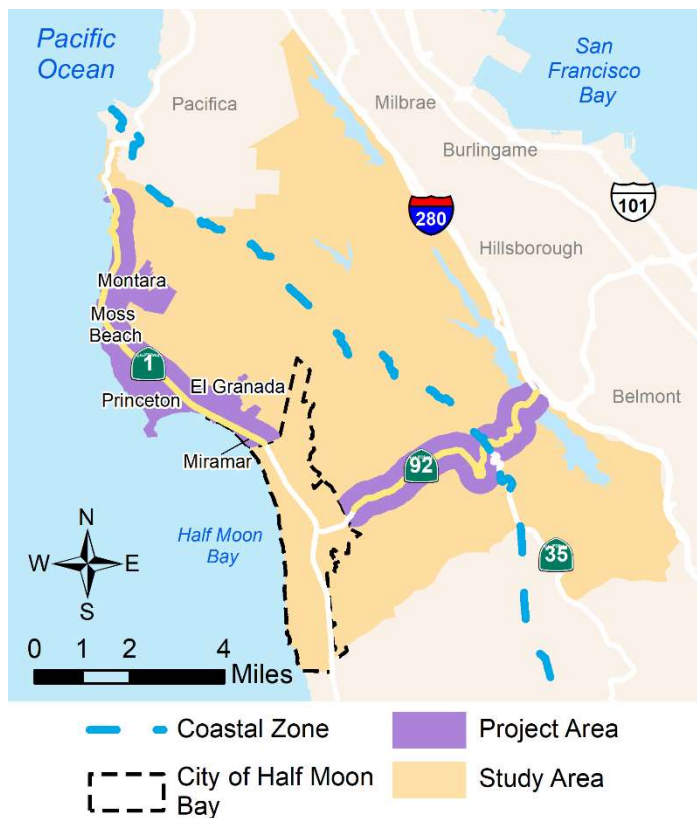 Pacific
Ocean
San
Francisco
Bay
Pacifica
Milbrae
Burlingame
280
101
Hillsborough
Montara
Moss
Beach
1
El Granada
Princeton
Belmont
Miramar
92
Half Moon
Bay
35
N
W
E
S
0 1 2 4
Miles
Coastal Zone
Project Area
City of Half Moon
Bay
Study Area